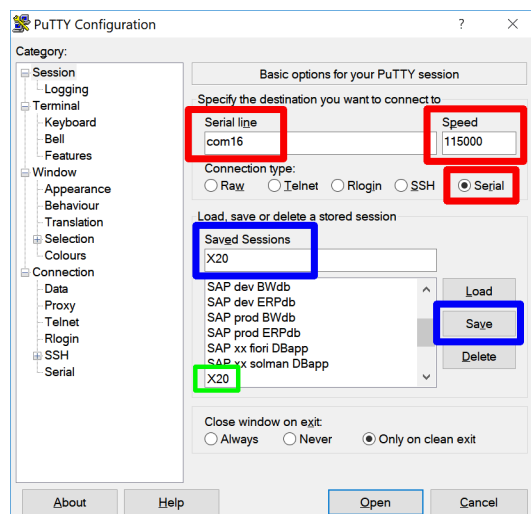 PuTTY Configuration
?
Category:
Session
Logging
Terminal
Keyboard
Bell
Features
Window
Appearance
Behaviour
Translation
Selection
Colours
Connection
Data
Proxy
Telnet
Rlogin
SSH
Serial
Basic options for your PuTTY session
Specify the destination you want to connect to
Serial line Speed
com16 115000
Connection type:
Raw Telnet Rlogin SSH Serial
Load, save or delete a stored session
Saved Sessions
X20
SAP dev BWdb
SAP dev ERPdb
SAP prod BWdb
SAP prod ERPdb
SAP xx fiori DBapp
SAP xx solman DBapp
X20
Load
Save
Delete
Close window on exit:
Always Never Only on clean exit
About Help Open Cancel